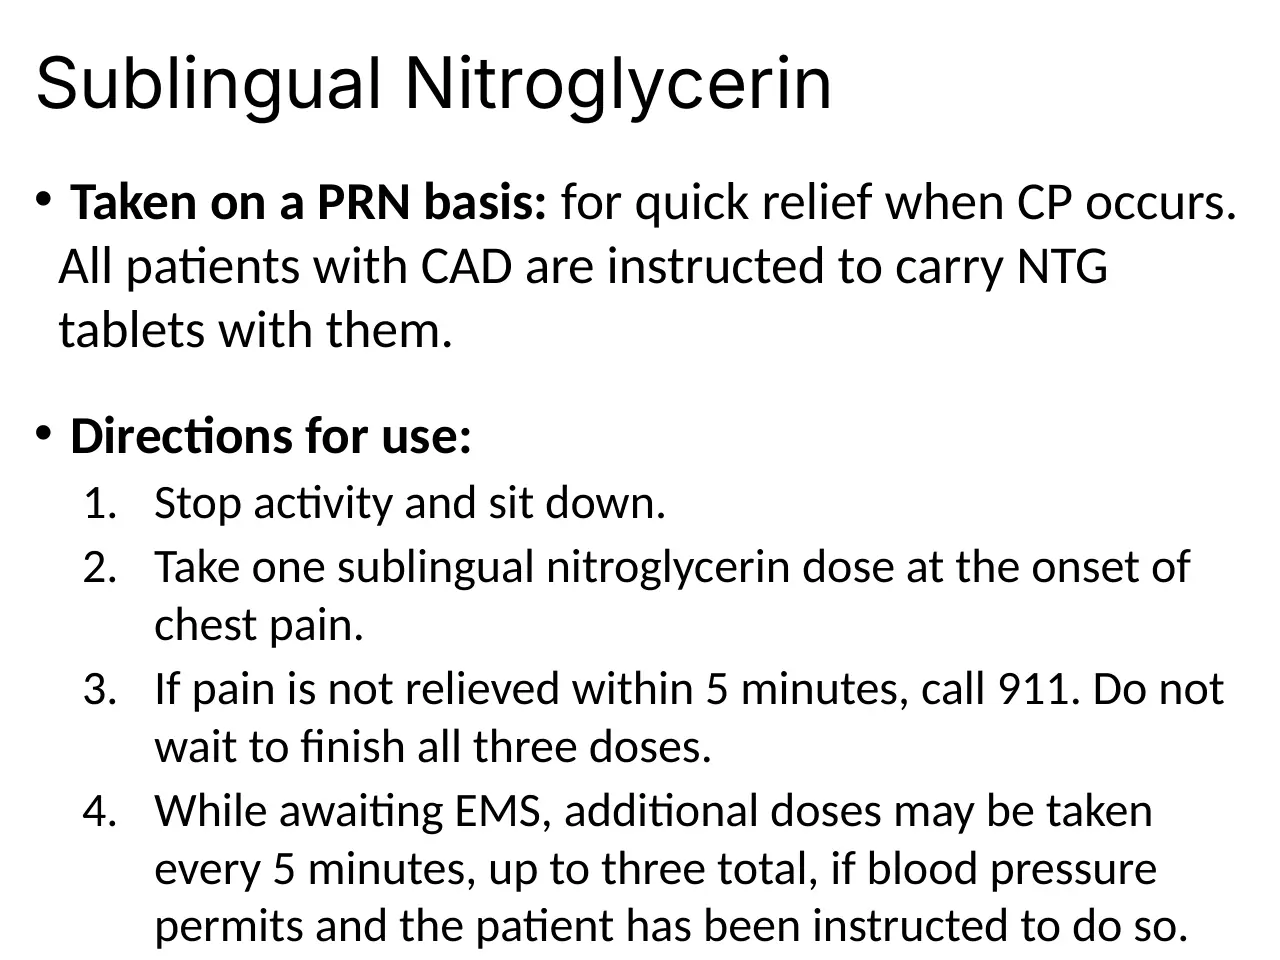 Sublingual Nitroglycerin
• Taken on a PRN basis: for quick relief when CP occurs.
All patients with CAD are instructed to carry NTG
tablets with them.
• Directions for use:
1. Stop activity and sit down.
2. Take one sublingual nitroglycerin dose at the onset of
chest pain.
3. If pain is not relieved within 5 minutes, call 911. Do not
wait to finish all three doses.
4. While awaiting EMS, additional doses may be taken
every 5 minutes, up to three total, if blood pressure
permits and the patient has been instructed to do so.